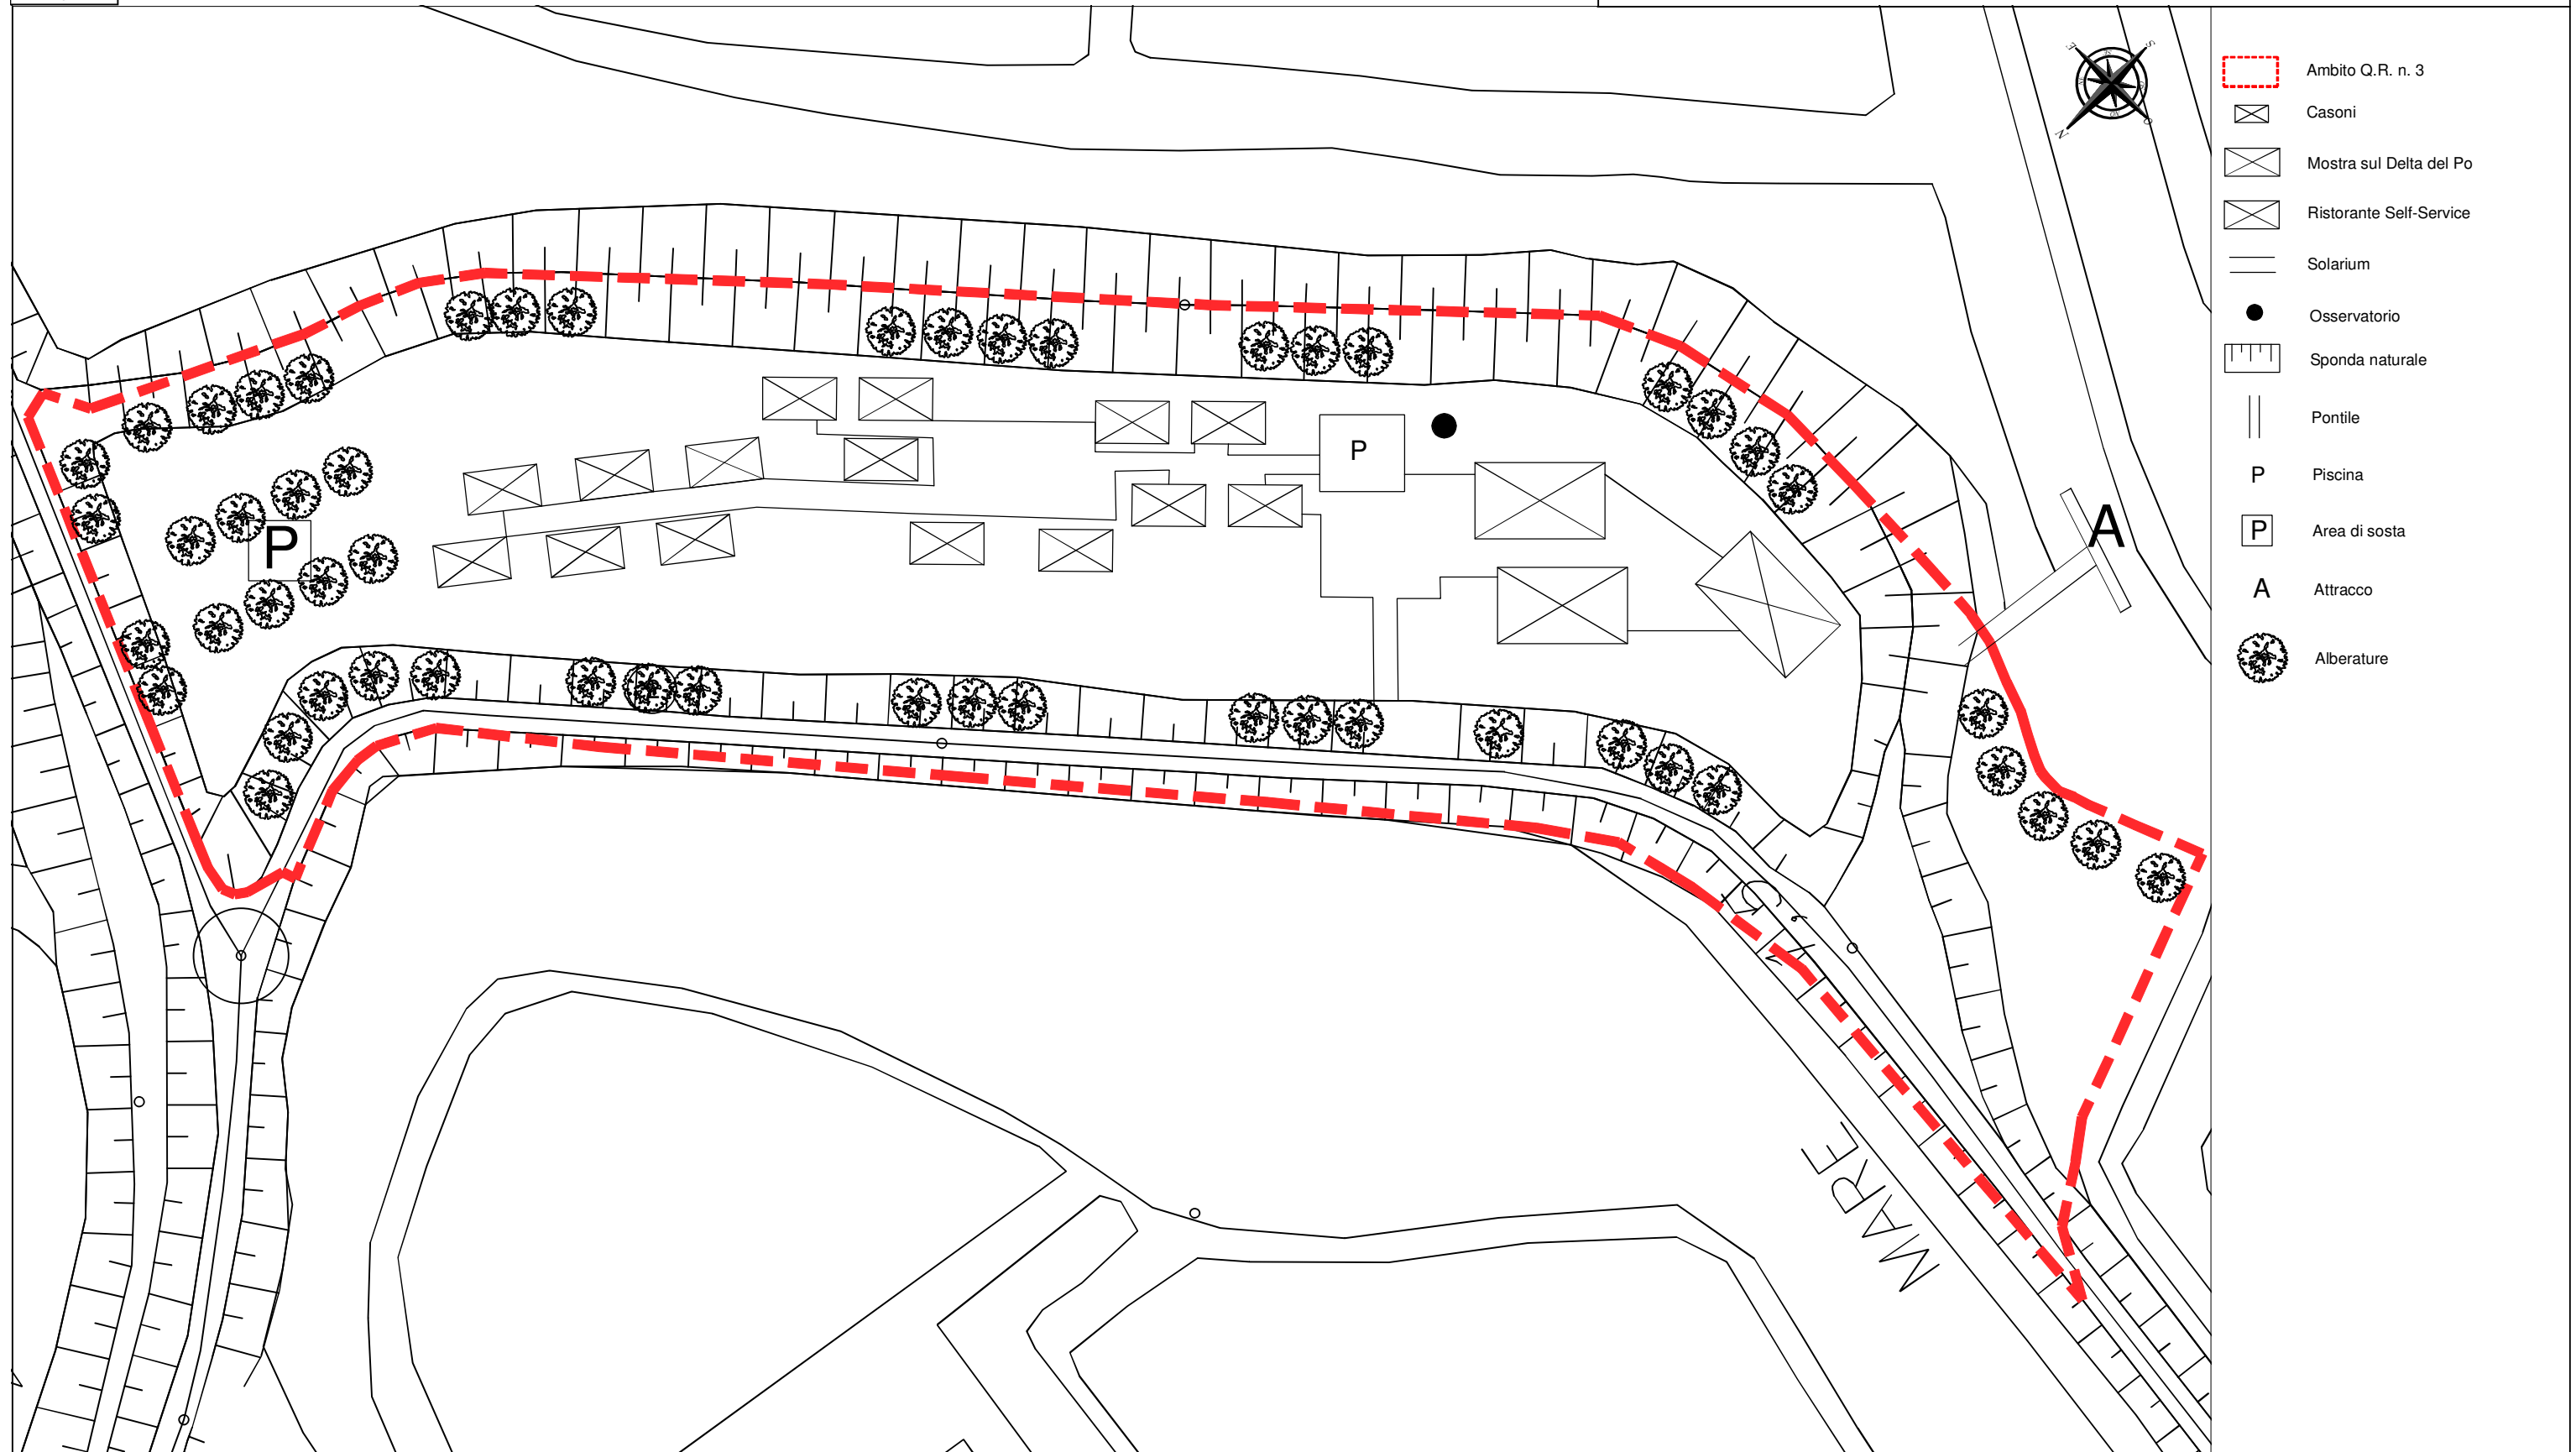 Ambito Q.R. n. 3
Casoni
Mostra sul Delta del Po
Ristorante Self-Service
Solarium
Osservatorio
Sponda naturale
Pontile
P Piscina
P Area di sosta
A Attracco
Alberature
P
P
A
MARE
E
S
N
O